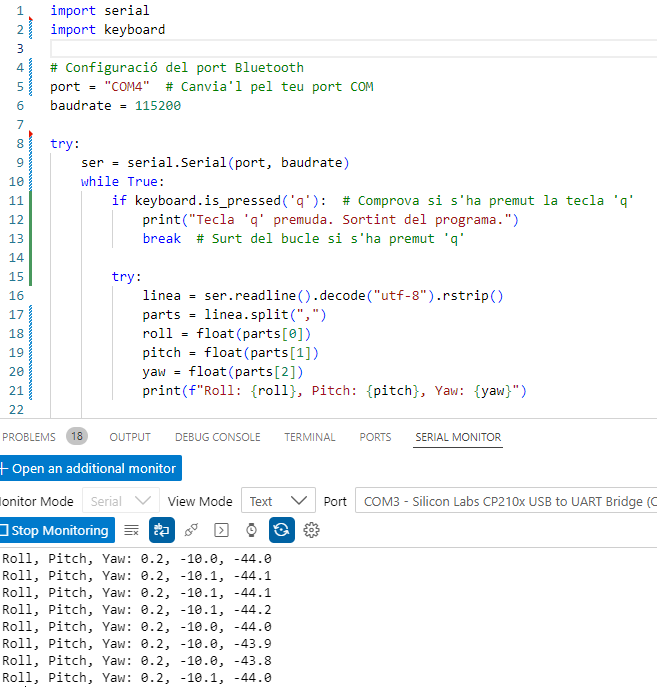 1 import serial
2 import keyboard
3
4 # Configuració del port Bluetooth
5 port = "COM4"  # Canvia'l pel teu port COM
6 baudrate = 115200
7
8 try:
9     ser = serial.Serial(port, baudrate)
10     while True:
11         if keyboard.is_pressed('q'):  # Comprova si s'ha premut la tecla 'q'
12             print("Tecla 'q' premuda. Sortint del programa.")
13             break  # Surt del bucle si s'ha premut 'q'
14
15         try:
16             linea = ser.readline().decode("utf-8").rstrip()
17             parts = linea.split(",")
18             roll = float(parts[0])
19             pitch = float(parts[1])
20             yaw = float(parts[2])
21             print(f"Roll: {roll}, Pitch: {pitch}, Yaw: {yaw}")
22
PROBLEMS 18 OUTPUT DEBUG CONSOLE TERMINAL PORTS SERIAL MONITOR
+ Open an additional monitor
onitor Mode Serial View Mode Text Port COM3 - Silicon Labs CP210x USB to UART Bridge (C
Stop Monitoring
Roll, Pitch, Yaw: 0.2, -10.0, -44.0
Roll, Pitch, Yaw: 0.2, -10.1, -44.1
Roll, Pitch, Yaw: 0.2, -10.1, -44.1
Roll, Pitch, Yaw: 0.2, -10.1, -44.2
Roll, Pitch, Yaw: 0.2, -10.0, -44.0
Roll, Pitch, Yaw: 0.2, -10.0, -43.9
Roll, Pitch, Yaw: 0.2, -10.0, -43.8
Roll, Pitch, Yaw: 0.2, -10.1, -44.0